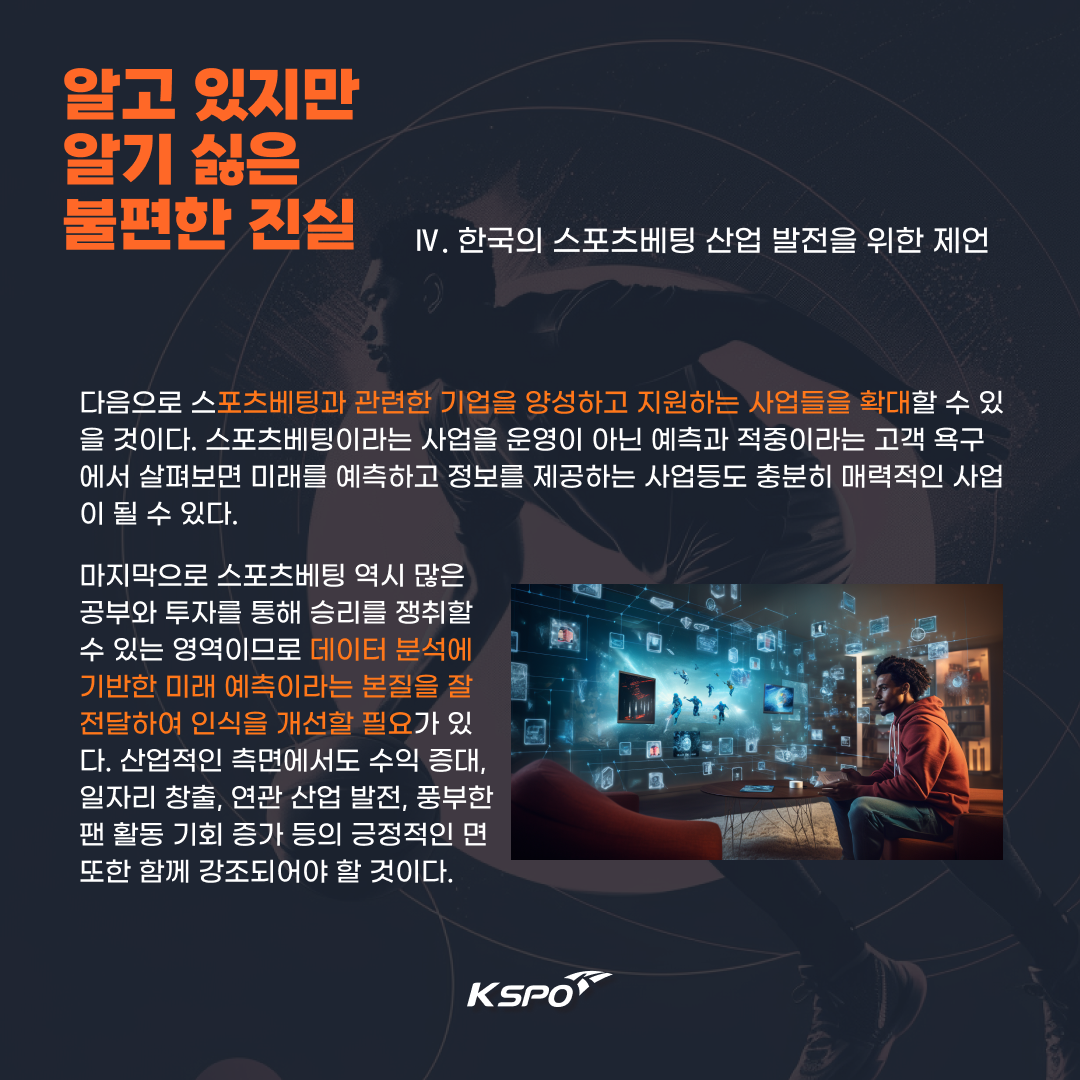 알고 있지만
알기 싫은
불편한 진실
Ⅳ. 한국의 스포츠베팅 산업 발전을 위한 제언
다음으로 스포츠베팅과 관련한 기업을 양성하고 지원하는 사업들을 확대할 수 있
을 것이다. 스포츠베팅이라는 사업을 운영이 아닌 예측과 적중이라는 고객 욕구
에서 살펴보면 미래를 예측하고 정보를 제공하는 사업등도 충분히 매력적인 사업
이 될 수 있다.
마지막으로 스포츠베팅 역시 많은
공부와 투자를 통해 승리를 쟁취할
수 있는 영역이므로 데이터 분석에
기반한 미래 예측이라는 본질을 잘
전달하여 인식을 개선할 필요가 있
다. 산업적인 측면에서도 수익 증대,
일자리 창출, 연관 산업 발전, 풍부한
팬 활동 기회 증가 등의 긍정적인 면
또한 함께 강조되어야 할 것이다.
KSPO